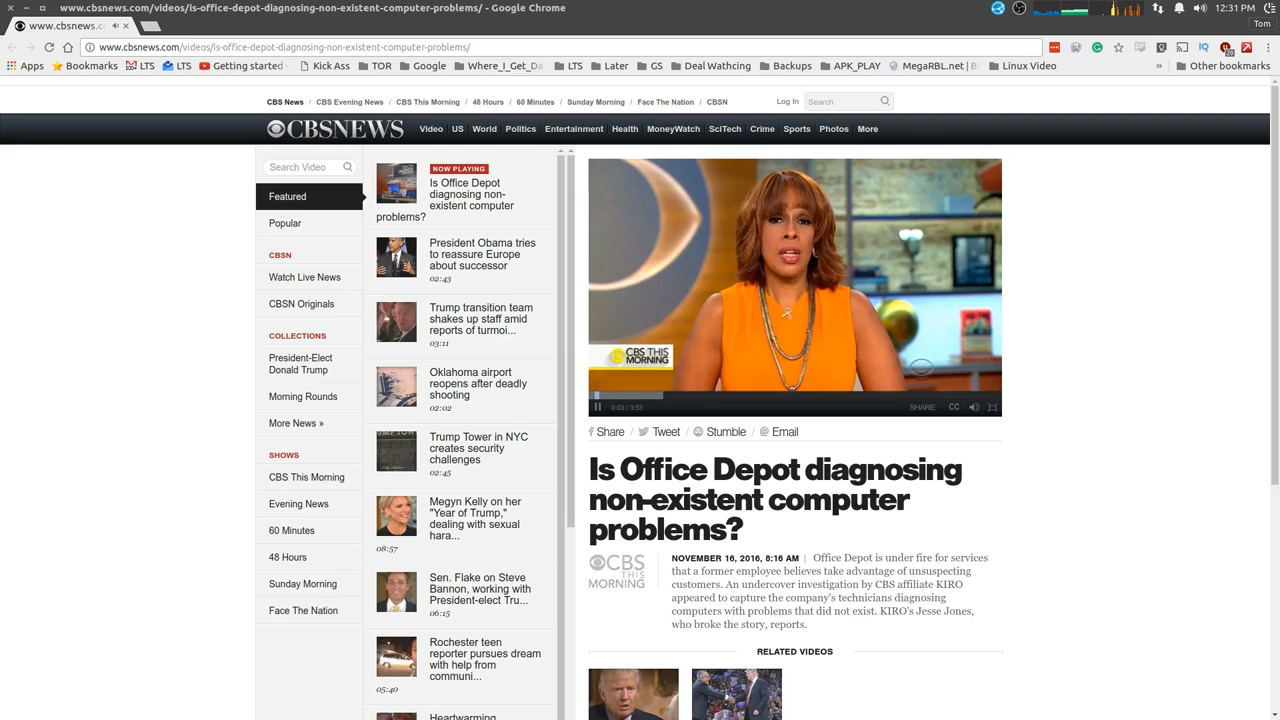 www.cbsnews.com/videos/is-office-depot-diagnosing-non-existent-computer-problems/ - Google Chrome
12:31 PM
www.cbsnews.c
Tom
www.cbsnews.com/videos/is-office-depot-diagnosing-non-existent-computer-problems/
Apps Bookmarks LTS LTS Getting started - Kick Ass TOR Google Where_I_Get_Da LTS Later GS Deal Wathcing Backups APK_PLAY MegaRBL.net | Bl Linux Video » Other bookmarks
CBS News / CBS Evening News / CBS This Morning / 48 Hours / 60 Minutes / Sunday Morning / Face The Nation / CBSN
Log In Search
CBSNEWS
Video US World Politics Entertainment Health MoneyWatch SciTech Crime Sports Photos More
Search Video
Featured
Popular
CBSN
Watch Live News
CBSN Originals
COLLECTIONS
President-Elect
Donald Trump
Morning Rounds
More News »
SHOWS
CBS This Morning
Evening News
60 Minutes
48 Hours
Sunday Morning
Face The Nation
NOW PLAYING
Is Office Depot
diagnosing non-
existent computer
problems?
President Obama tries
to reassure Europe
about successor
02:43
Trump transition team
shakes up staff amid
reports of turmoi...
03:11
Oklahoma airport
reopens after deadly
shooting
02:02
Trump Tower in NYC
creates security
challenges
02:45
Megyn Kelly on her
"Year of Trump,"
dealing with sexual
hara...
08:57
Sen. Flake on Steve
Bannon, working with
President-elect Tru...
06:15
Rochester teen
reporter pursues dream
with help from
communi...
05:40
Heartwarming
CBS THIS
MORNING
0:03 / 3:53
SHARE CC
Share / Tweet / Stumble / Email
Is Office Depot diagnosing
non-existent computer
problems?
CBS
THIS
MORNING
NOVEMBER 16, 2016, 8:16 AM | Office Depot is under fire for services
that a former employee believes take advantage of unsuspecting
customers. An undercover investigation by CBS affiliate KIRO
appeared to capture the company's technicians diagnosing
computers with problems that did not exist. KIRO's Jesse Jones,
who broke the story, reports.
RELATED VIDEOS